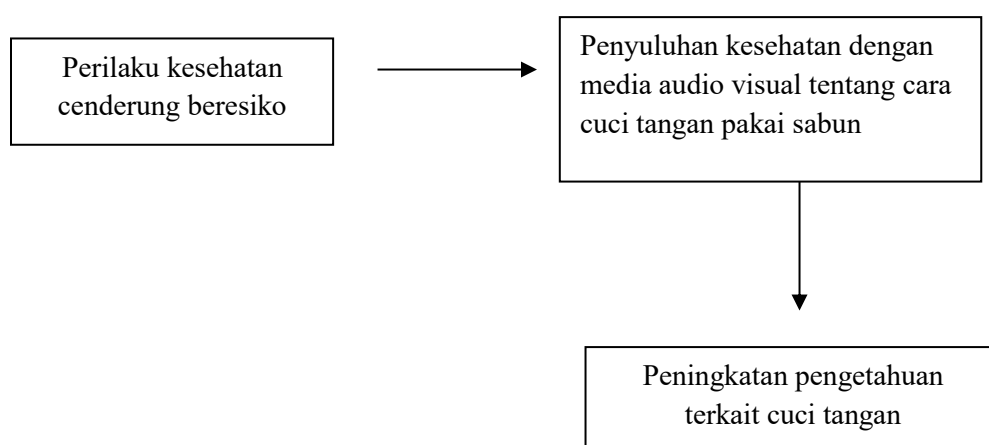 Perilaku kesehatan
cenderung beresiko
Penyuluhan kesehatan dengan
media audio visual tentang cara
cuci tangan pakai sabun
Peningkatan pengetahuan
terkait cuci tangan